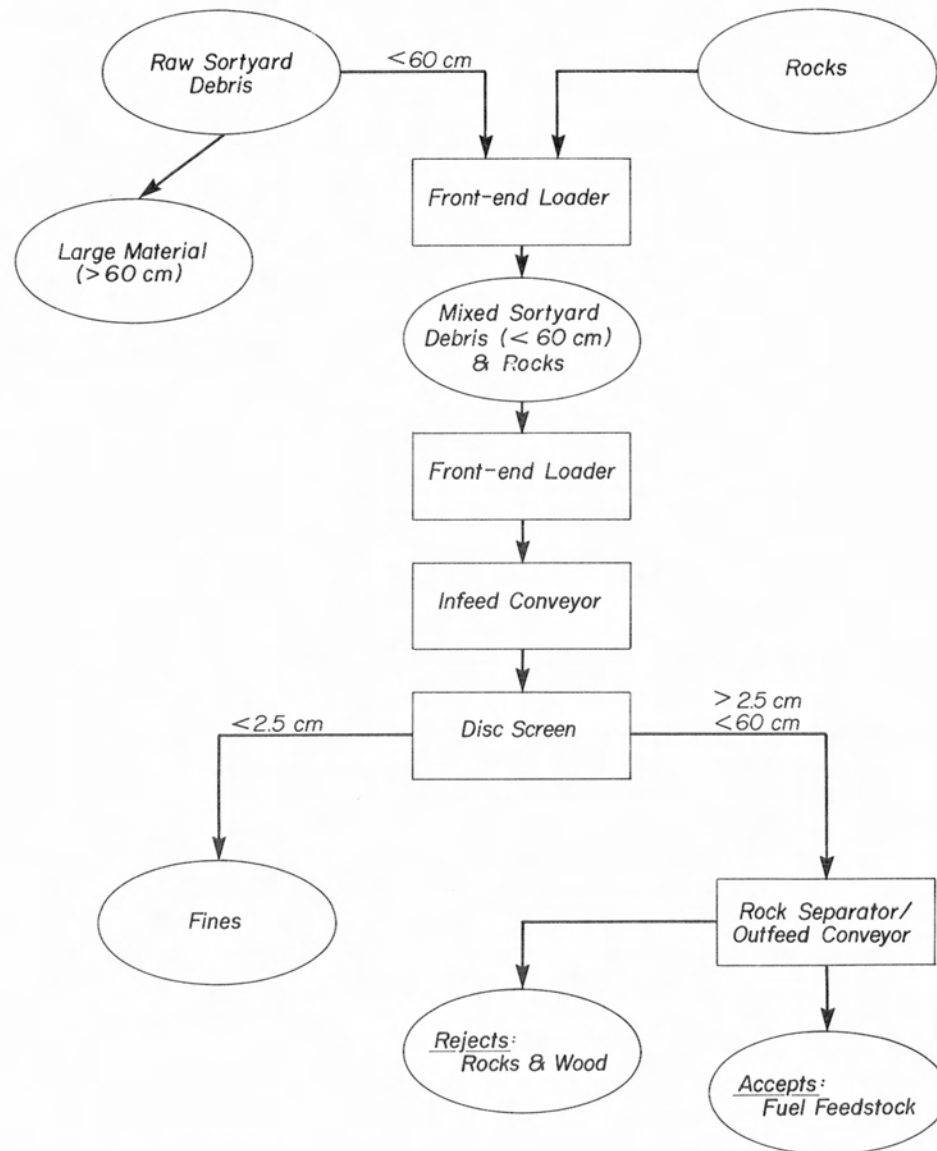 Raw Sortyard
Debris
<60 cm
Rocks
Front-end Loader
Large Material
(>60 cm)
Mixed Sortyard
Debris (< 60 cm)
& Rocks
Front-end Loader
Infeed Conveyor
Disc Screen
<2.5 cm
>2.5 cm
<60 cm
Fines
Rock Separator/
Outfeed Conveyor
Rejects:
Rocks & Wood
Accepts:
Fuel Feedstock